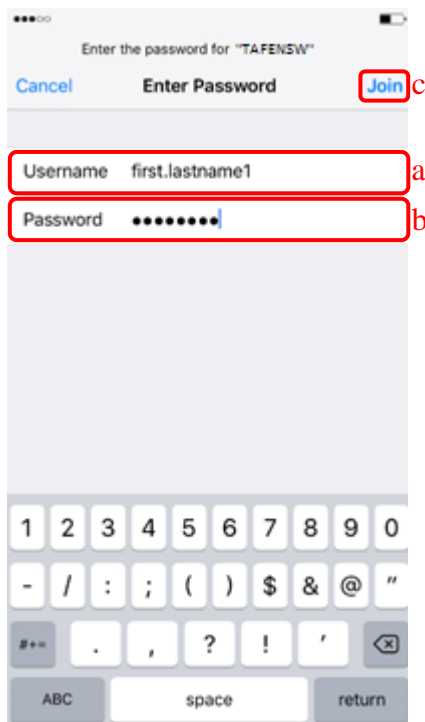 Enter the password for "TAFENSW"
Cancel Enter Password Join c
Username first.lastname1 a
Password ●●●●●●●● b
1 2 3 4 5 6 7 8 9 0
- / : ; ( ) $ & @ "
#+= . , ? ! '
ABC space return